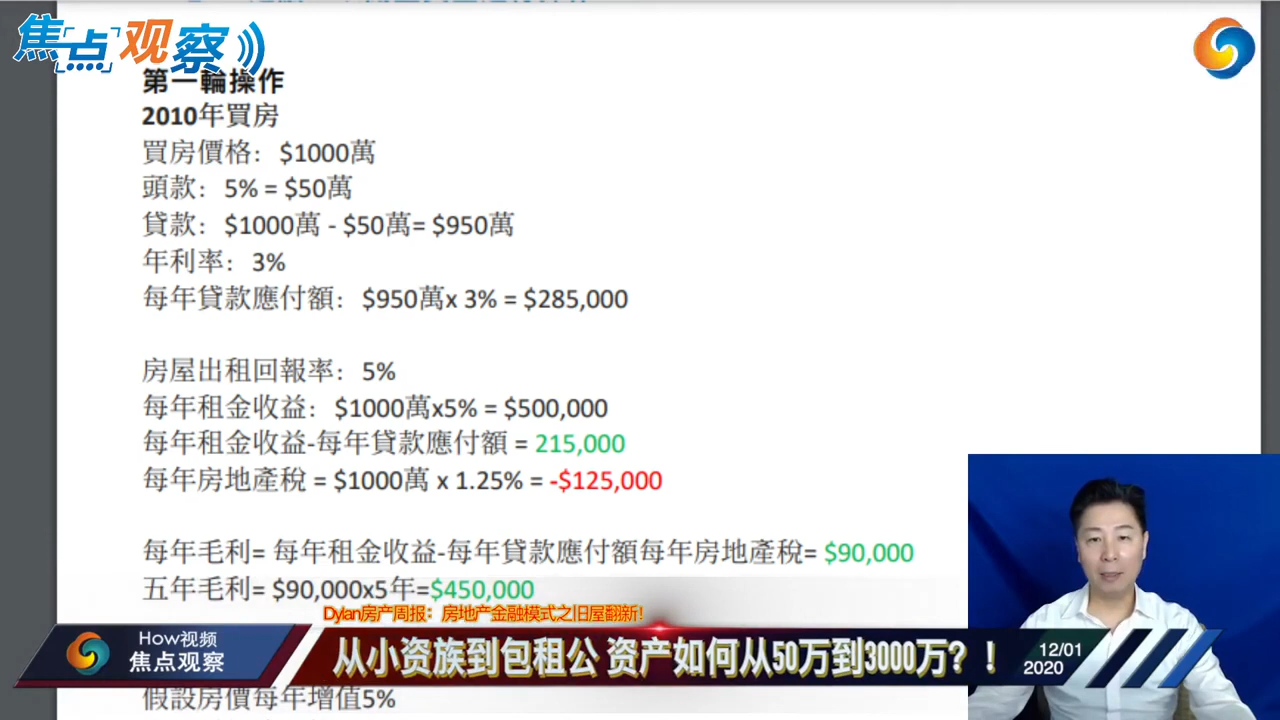 焦点观察
第一輪操作
2010年買房
買房價格：$1000萬
頭款：5% = $50萬
貸款：$1000萬 - $50萬= $950萬
年利率：3%
每年貸款應付額：$950萬x 3% = $285,000
房屋出租回報率：5%
每年租金收益：$1000萬x5% = $500,000
每年租金收益-每年貸款應付額 = 215,000
每年房地產稅 = $1000萬 x 1.25% = -$125,000
每年毛利= 每年租金收益-每年貸款應付額每年房地產稅= $90,000
五年毛利= $90,000x5年=$450,000
Dylan房产周报：房地产金融模式之旧屋翻新！
How视频
焦点观察
从小资族到包租公 资产如何从50万到3000万？！
12/01
2020
假設房價每年增值5%